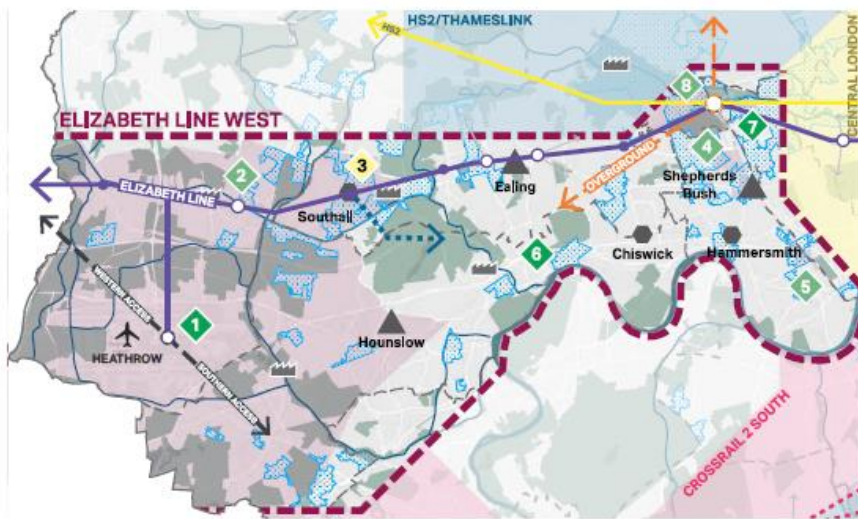 HS2/THAMESLINK
HS2
CENTRAL LONDON
ELIZABETH LINE WEST
8
7
4
3
2
Ealing
OVERGROUND
Shepherds
Bush
ELIZABETH LINE
Southall
6
Chiswick
Hammersmith
5
WESTERN ACCESS
1
HEATHROW
Hounslow
SOUTHERN ACCESS
CROSSRAIL 2 SOUTH